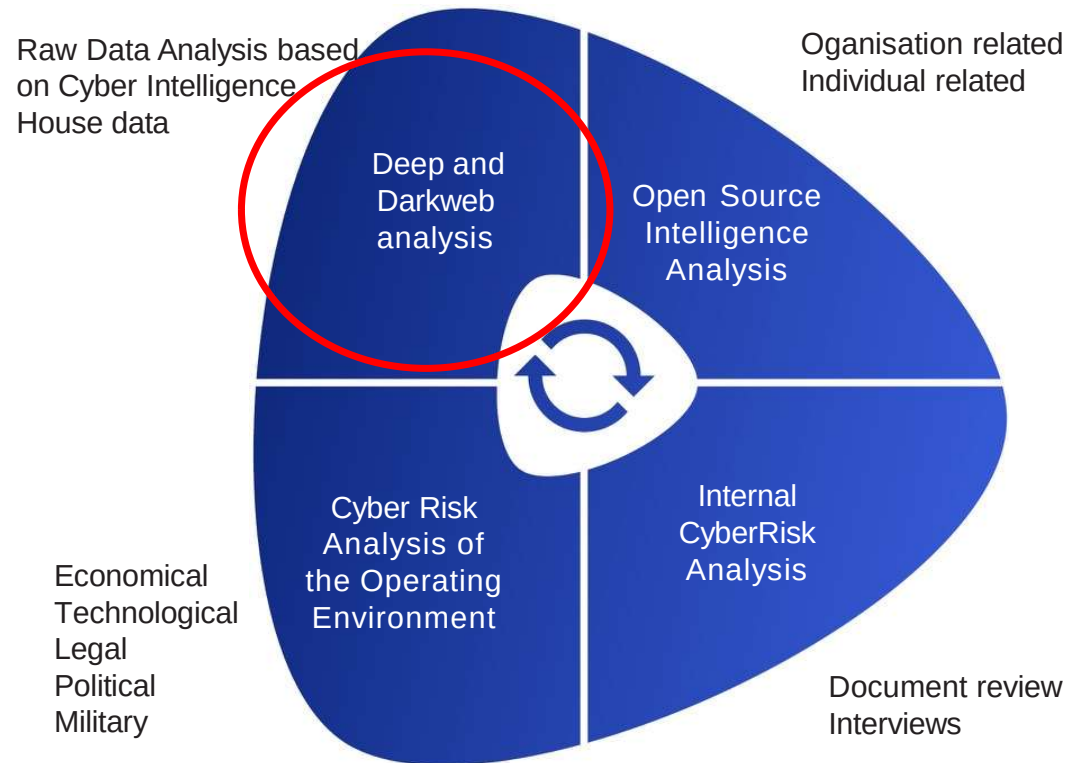 Raw Data Analysis based
on Cyber Intelligence
House data
Oganisation related
Individual related
Deep and
Darkweb
analysis
Open Source
Intelligence
Analysis
Cyber Risk
Analysis of
the Operating
Environment
Internal
CyberRisk
Analysis
Economical
Technological
Legal
Political
Military
Document review
Interviews